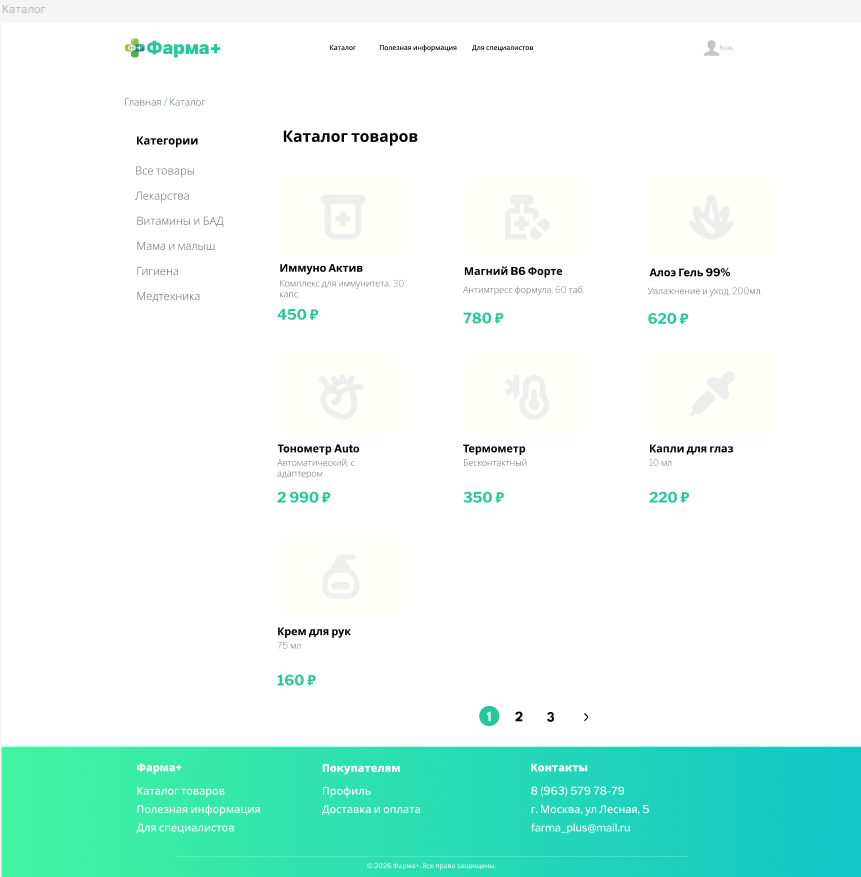 Каталог
Фарма+
Каталог Полезная информация Для специалистов Вход
Главная / Каталог
Категории
Все товары
Лекарства
Витамины и БАД
Мама и малыш
Гигиена
Медтехника
Каталог товаров
Иммуно Актив
Комплекс для иммунитета, 30
капс.
450 ₽
Магний B6 Форте
Антимтресс формула, 60 таб.
780 ₽
Алоэ Гель 99%
Увлажнение и уход, 200мл.
620 ₽
Тонометр Auto
Автоматический, с
адаптером
2 990 ₽
Термометр
Бесконтактный
350 ₽
Капли для глаз
10 мл
220 ₽
Крем для рук
75 мл
160 ₽
1 2 3 >
Фарма+
Каталог товаров
Полезная информация
Для специалистов
Покупателям
Профиль
Доставка и оплата
Контакты
8 (963) 579 78-79
г. Москва, ул Лесная, 5
farma_plus@mail.ru
© 2026 Фарма+. Все права защищены.